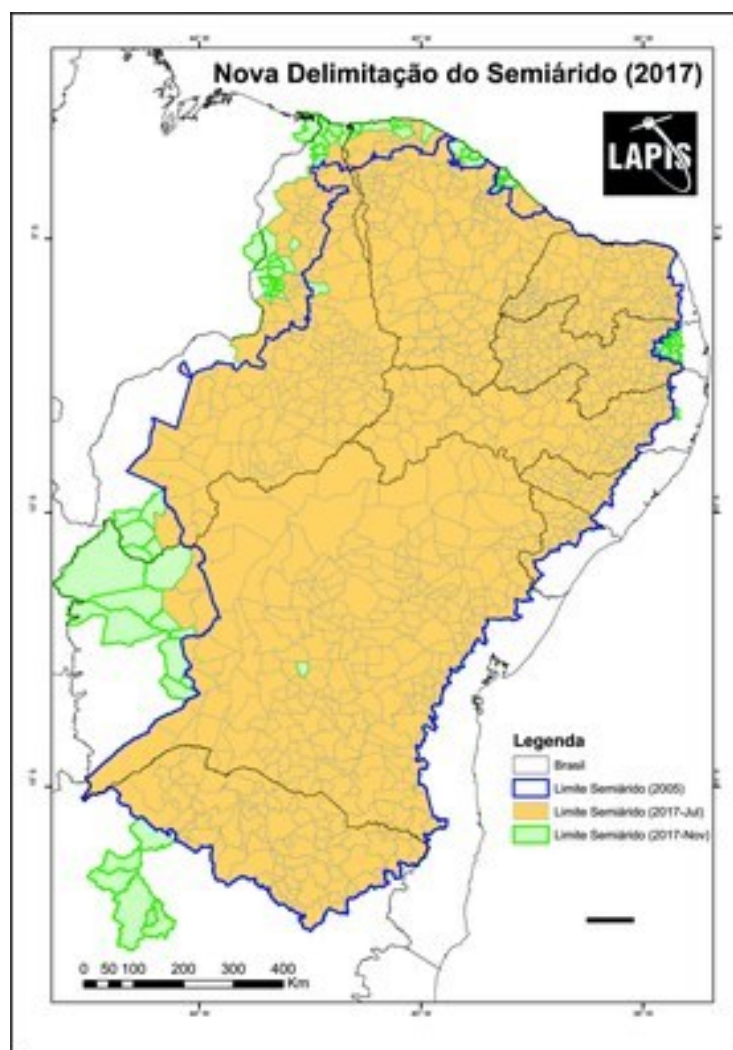 Nova Delimitação do Semiárido (2017)
LAPIS
Legenda
Brasil
Limite Semiárido (2005)
Limite Semiárido (2017-Jul)
Limite Semiárido (2017-Nov)
0 50 100 200 300 400
Km